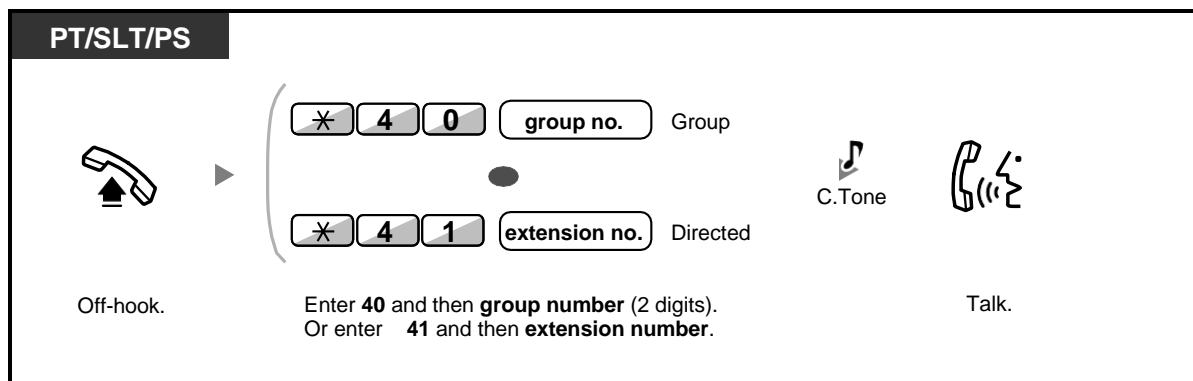 PT/SLT/PS
* 4 0 group no. Group
C.Tone
* 4 1 extension no. Directed
Off-hook.
Enter 40 and then group number (2 digits).
Or enter 41 and then extension number.
Talk.